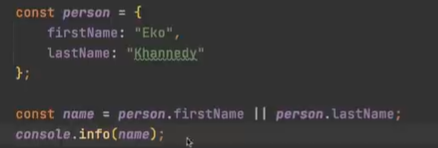 const person = {
    firstName: "Eko",
    lastName: "Khannedy"
};
const name = person.firstName || person.lastName;
console.info(name);